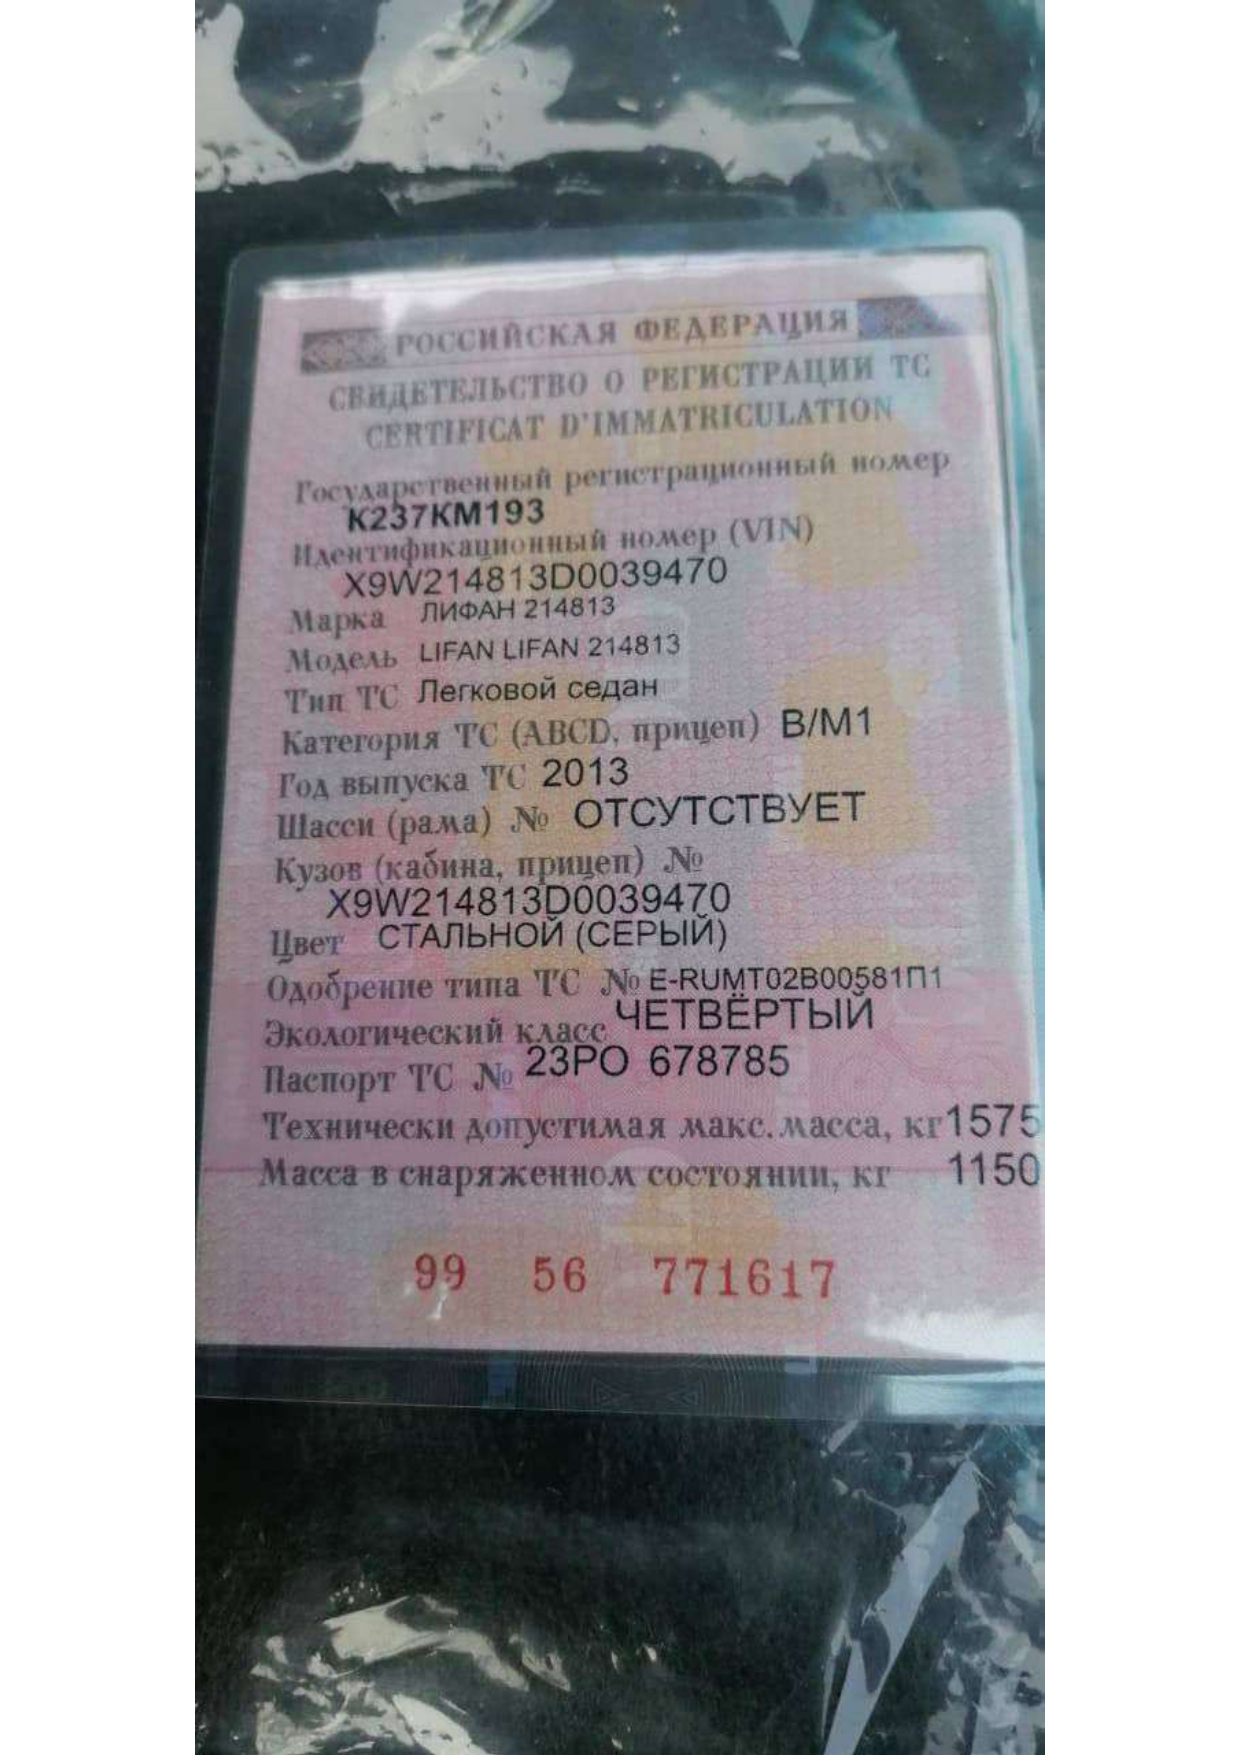 РОССИЙСКАЯ ФЕДЕРАЦИЯ
СВИДЕТЕЛЬСТВО О РЕГИСТРАЦИИ ТС
CERTIFICAT D'IMMATRICULATION
Государственный регистрационный номер
К237КМ193
Идентификационный номер (VIN)
X9W214813D0039470
Марка ЛИФАН 214813
Модель LIFAN LIFAN 214813
Тип ТС Легковой седан
Категория ТС (ABCD, прицеп) B/M1
Год выпуска ТС 2013
Шасси (рама) № ОТСУТСТВУЕТ
Кузов (кабина, прицеп) №
X9W214813D0039470
Цвет СТАЛЬНОЙ (СЕРЫЙ)
Одобрение типа ТС № E-RUMT02B00581П1
Экологический класс ЧЕТВЁРТЫЙ
Паспорт ТС № 23РО 678785
Технически допустимая макс. масса, кг 1575
Масса в снаряженном состоянии, кг 1150
99 56 771617